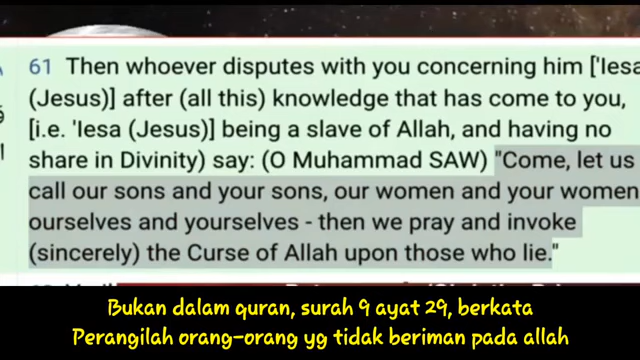 61 Then whoever disputes with you concerning him ['Iesa
(Jesus)] after (all this) knowledge that has come to you,
[i.e. 'Iesa (Jesus)] being a slave of Allah, and having no
share in Divinity) say: (O Muhammad SAW) "Come, let us
call our sons and your sons, our women and your women
ourselves and yourselves - then we pray and invoke
(sincerely) the Curse of Allah upon those who lie."
Bukan dalam quran, surah 9 ayat 29, berkata
Perangilah orang-orang yg tidak beriman pada allah